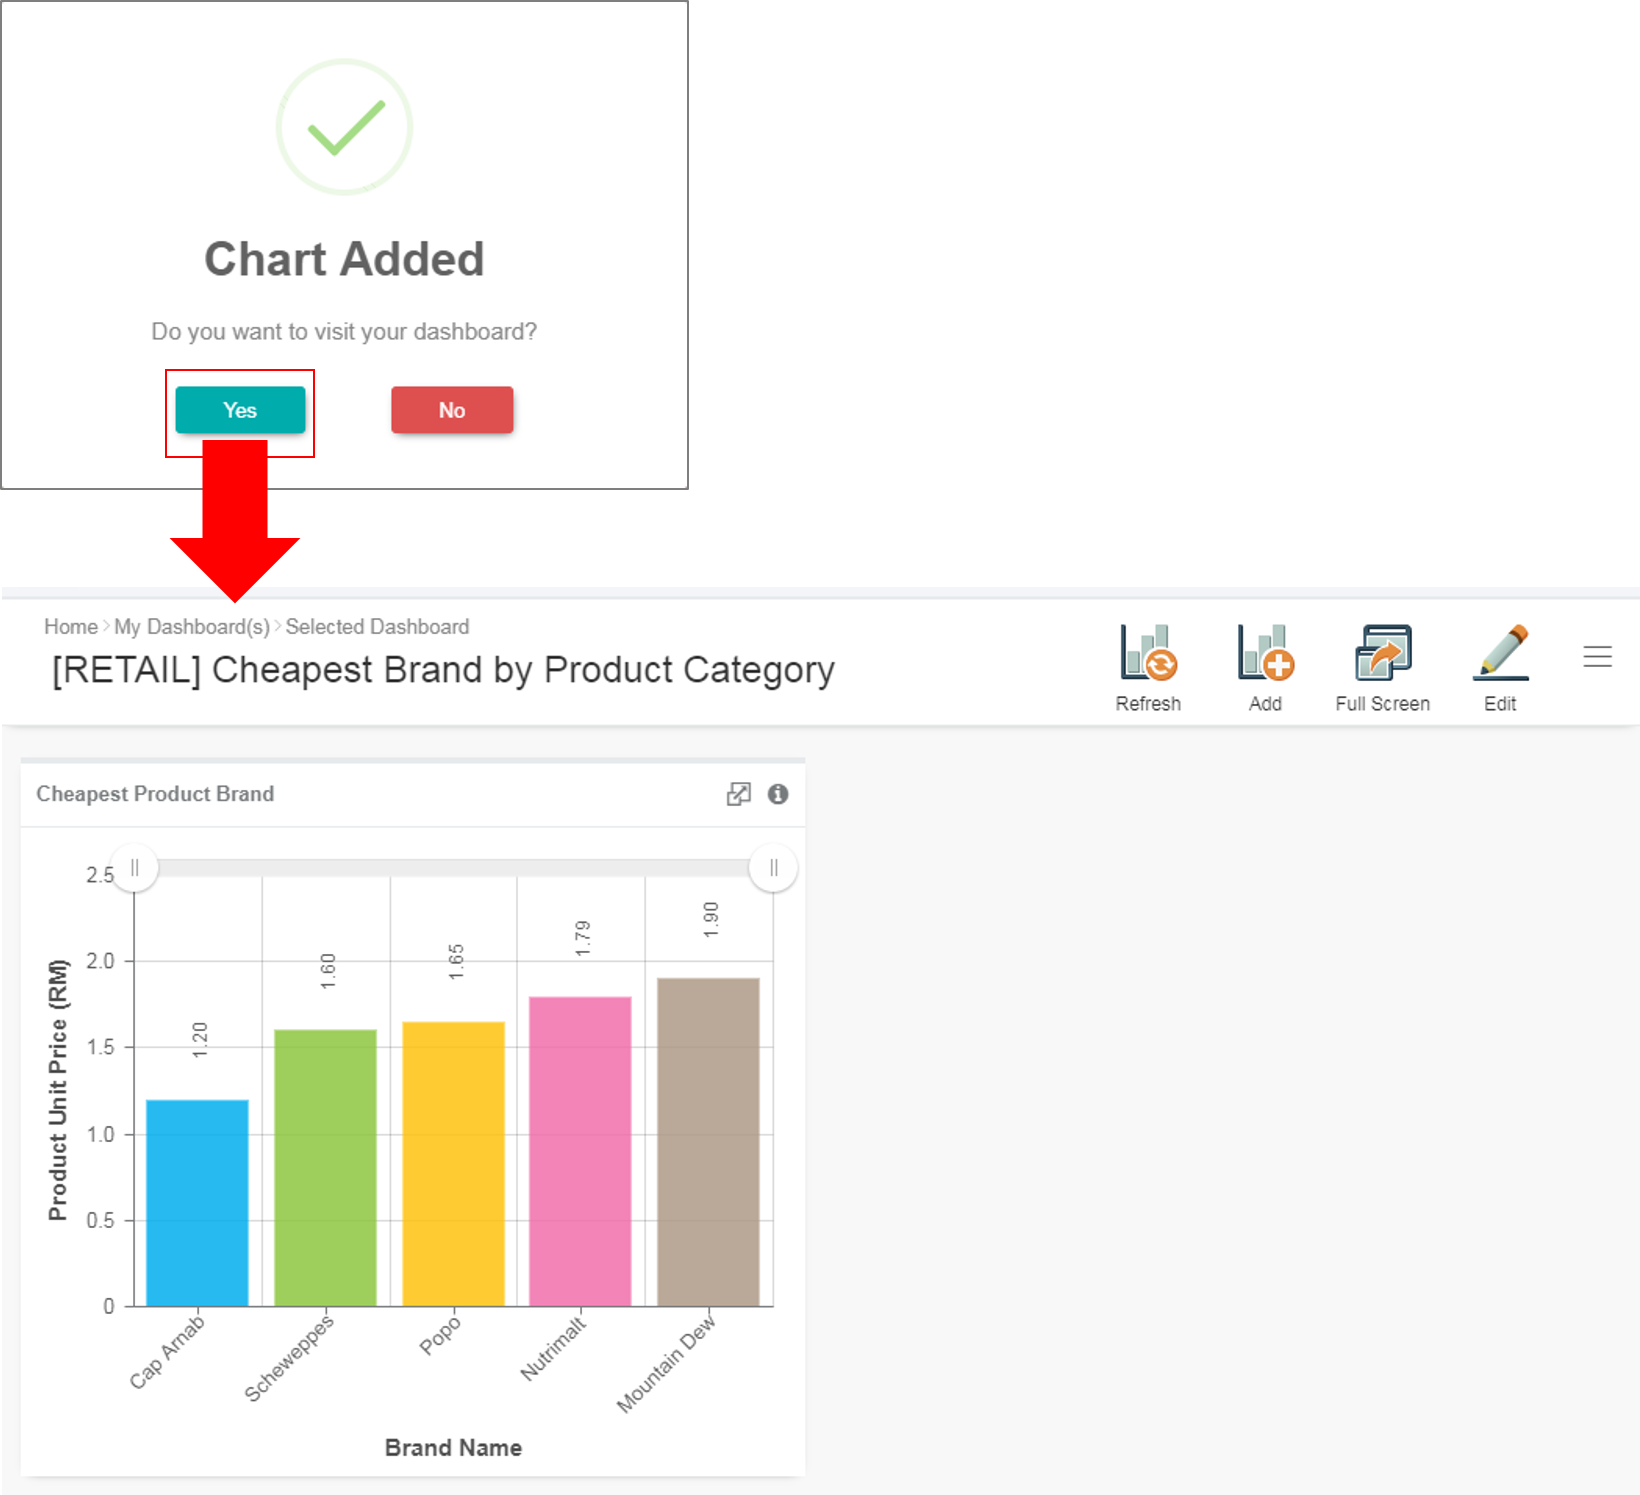 Chart Added
Do you want to visit your dashboard?
Yes No
Home > My Dashboard(s) > Selected Dashboard
[RETAIL] Cheapest Brand by Product Category
Refresh Add Full Screen Edit
Cheapest Product Brand
2.5
2.0
1.5
1.0
0.5
0
Product Unit Price (RM)
1.20
1.60
1.65
1.79
1.90
Cap Arnab
Scheweppes
Popo
Nutrimalt
Mountain Dew
Brand Name